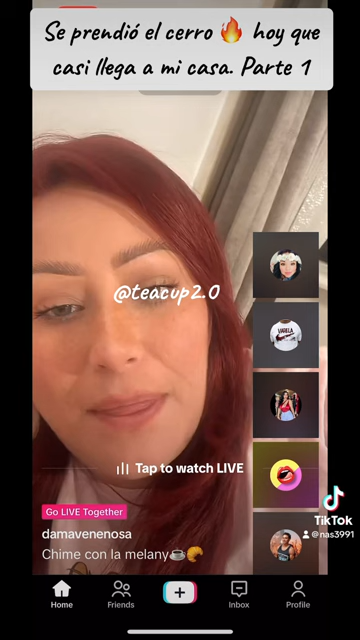 Se prendió el cerro 🔥 hoy que
casi llega a mi casa. Parte 1
@teacup2.0
Tap to watch LIVE
Go LIVE Together
damavenenosa
Chime con la melany☕🥐
TikTok
@nas3991
Home
Friends
Inbox
Profile